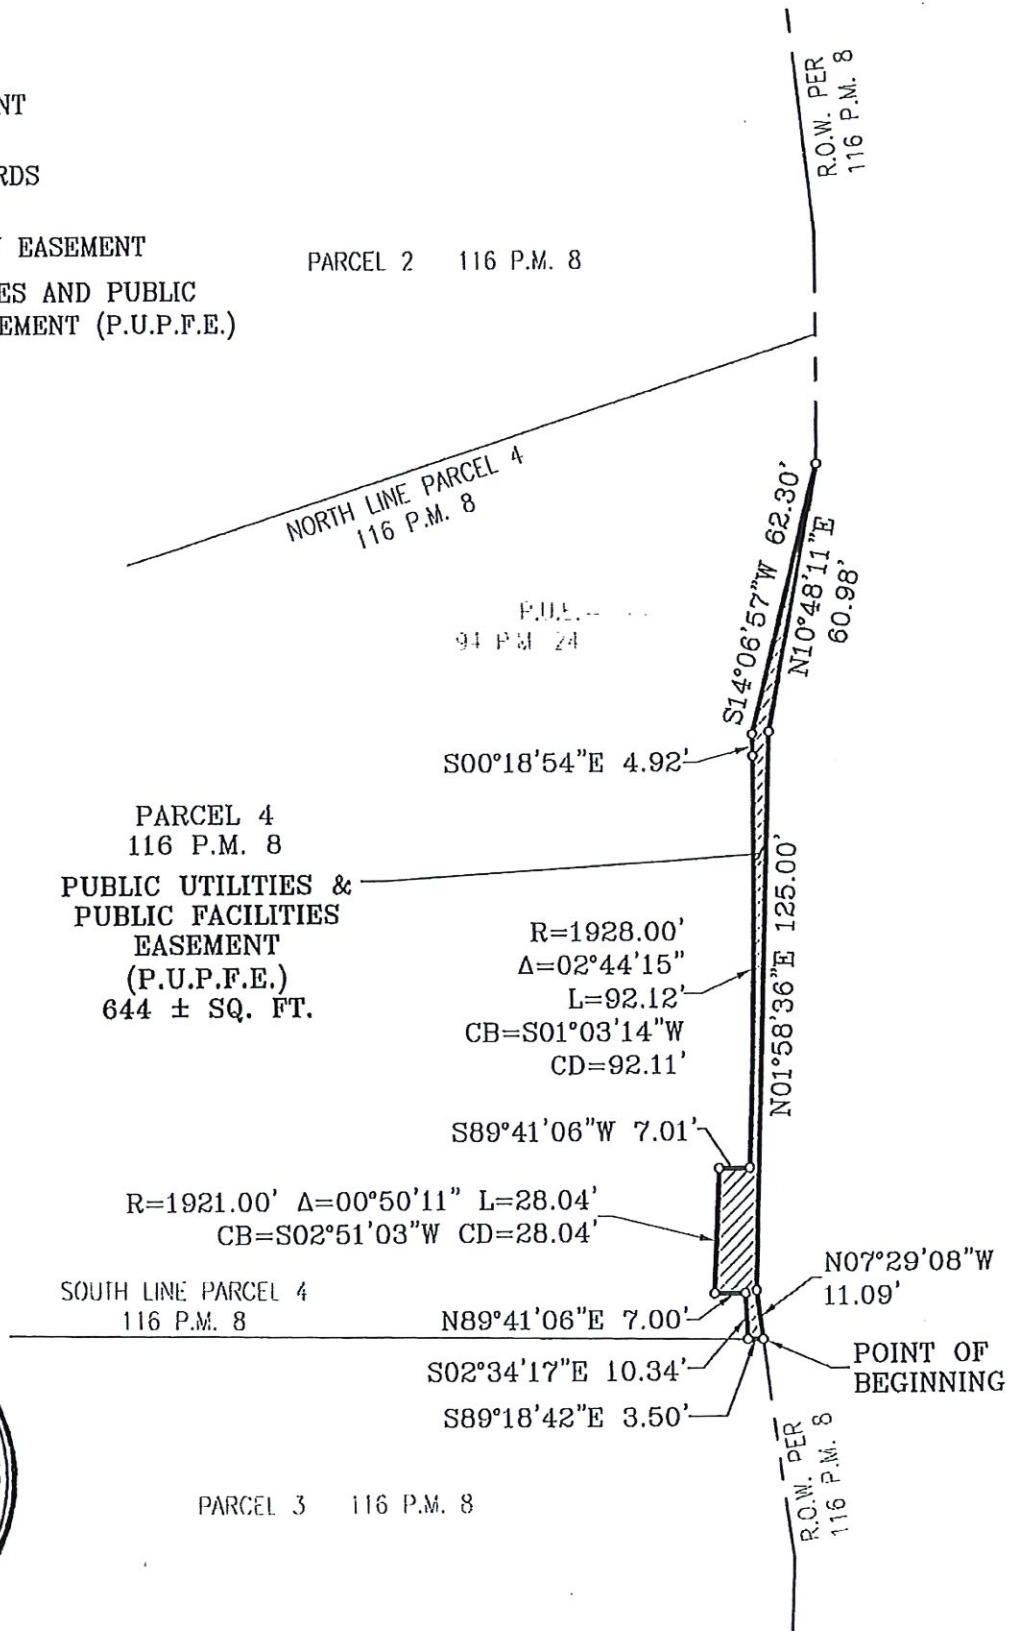 NT
RDS
EASEMENT
ES AND PUBLIC
EMENT (P.U.P.F.E.)
PARCEL 2 116 P.M. 8
R.O.W. PER
116 P.M. 8
NORTH LINE PARCEL 4
116 P.M. 8
S14°06'57"W 62.30'
N10°48'11"E
60.98'
P.U.E.
94 P M 24
S00°18'54"E 4.92'
PARCEL 4
116 P.M. 8
PUBLIC UTILITIES &
PUBLIC FACILITIES
EASEMENT
(P.U.P.F.E.)
644 ± SQ. FT.
R=1928.00'
Δ=02°44'15"
L=92.12'
CB=S01°03'14"W
CD=92.11'
N01°58'36"E 125.00'
S89°41'06"W 7.01'
R=1921.00' Δ=00°50'11" L=28.04'
CB=S02°51'03"W CD=28.04'
N07°29'08"W
11.09'
SOUTH LINE PARCEL 4
116 P.M. 8
N89°41'06"E 7.00'
S02°34'17"E 10.34'
S89°18'42"E 3.50'
POINT OF
BEGINNING
R.O.W. PER
116 P.M. 8
PARCEL 3 116 P.M. 8